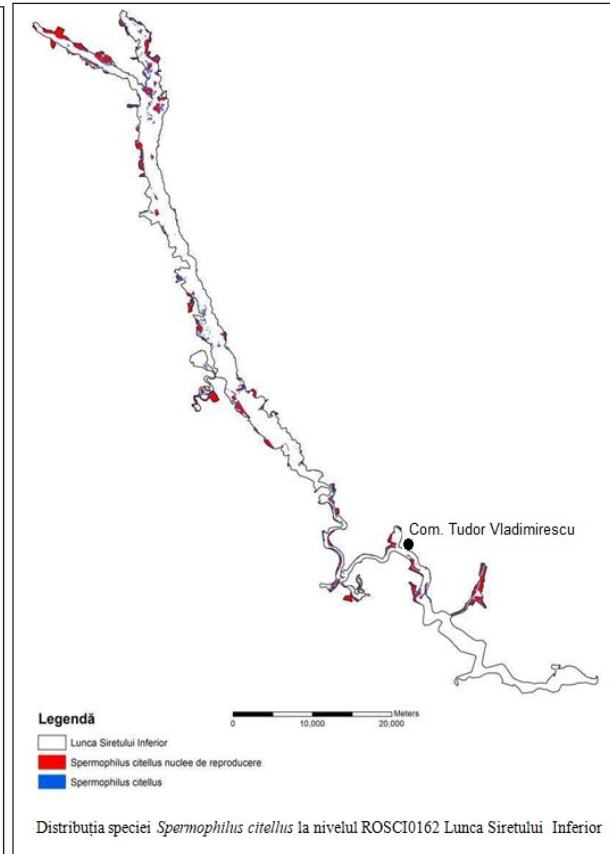 Com. Tudor Vladimirescu
Meters
0 10,000 20,000
Legendă
Lunca Siretului Inferior
Spermophilus citellus nuclee de reproducere
Spermophilus citellus
Distribuția speciei Spermophilus citellus la nivelul ROSCI0162 Lunca Siretului Inferior